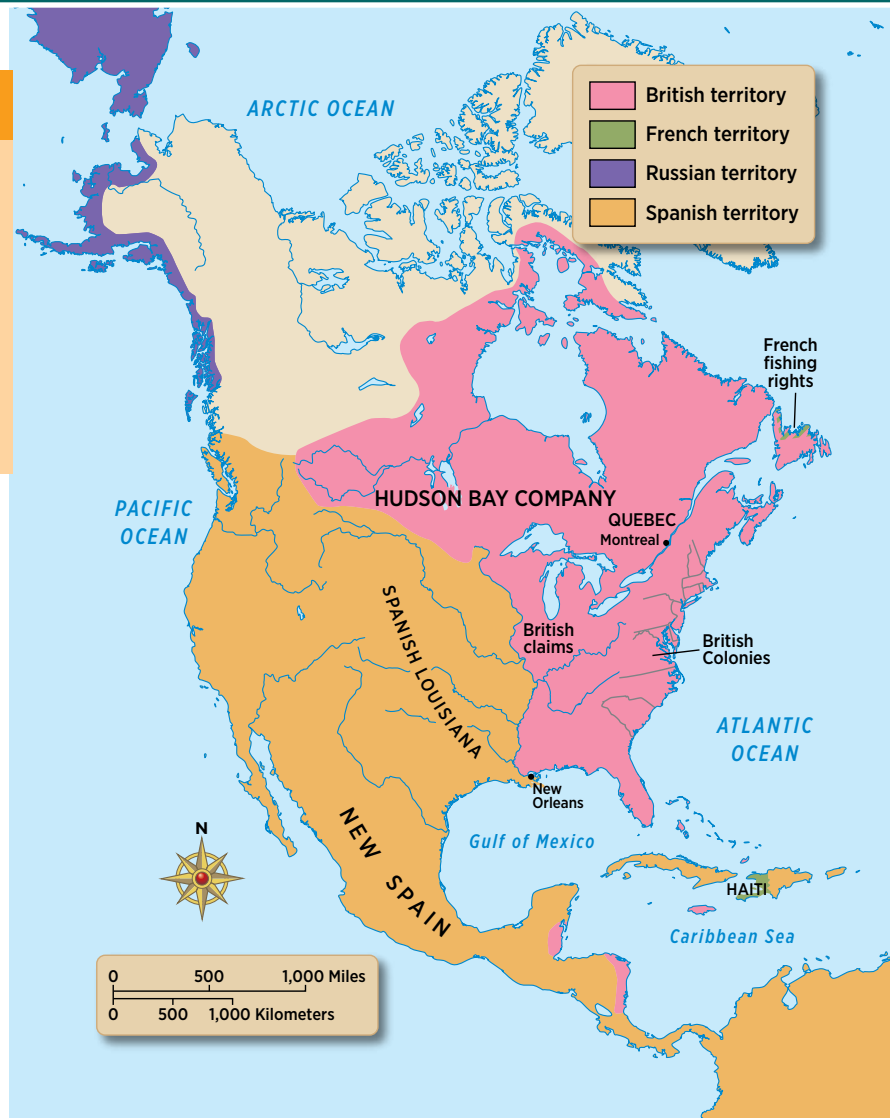 ARCTIC OCEAN
British territory
French territory
Russian territory
Spanish territory
French
fishing
rights
PACIFIC
OCEAN
HUDSON BAY COMPANY
QUEBEC
Montreal
SPANISH LOUISIANA
British
claims
British
Colonies
ATLANTIC
OCEAN
New
Orleans
Gulf of Mexico
NEW SPAIN
HAITI
Caribbean Sea
N
0 500 1,000 Miles
0 500 1,000 Kilometers